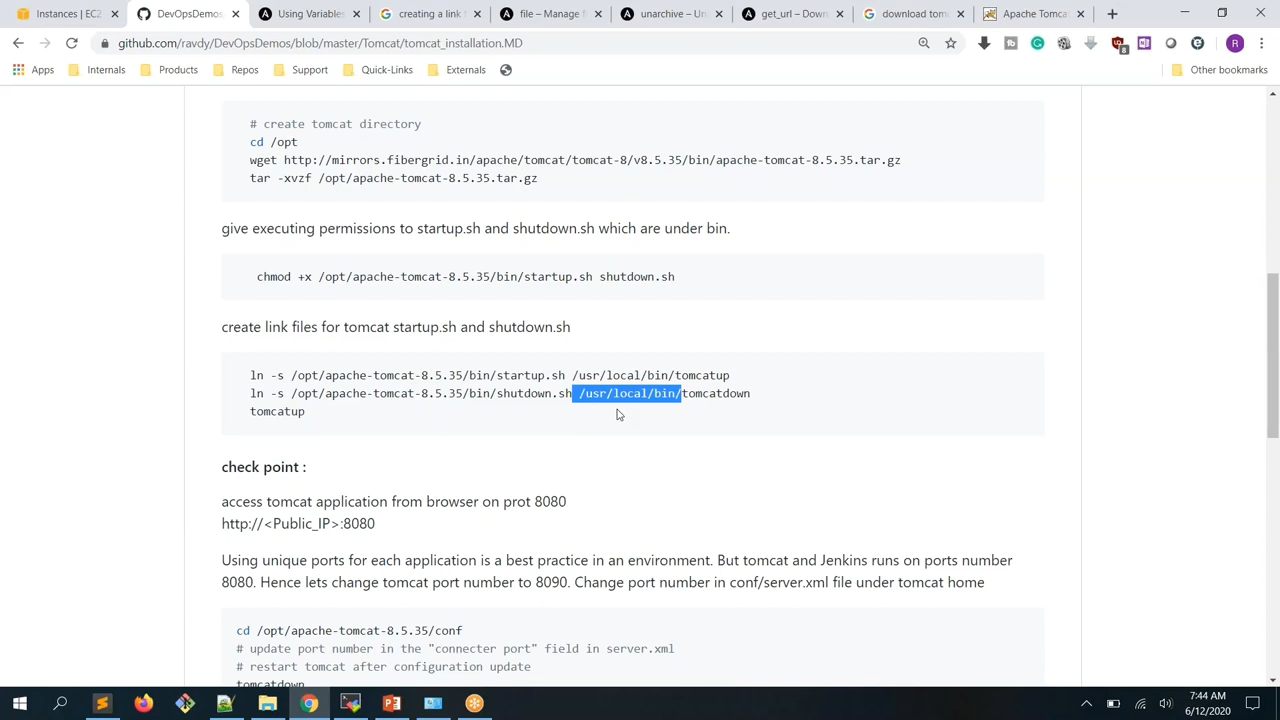 Instances | EC2
DevOpsDemos
Using Variables
creating a link f
file – Manage f
unarchive – Un
get_url – Down
download tom
Apache Tomca
github.com/ravdy/DevOpsDemos/blob/master/Tomcat/tomcat_installation.MD
8
R
Apps
Internals
Products
Repos
Support
Quick-Links
Externals
Other bookmarks
# create tomcat directory
cd /opt
wget http://mirrors.fibergrid.in/apache/tomcat/tomcat-8/v8.5.35/bin/apache-tomcat-8.5.35.tar.gz
tar -xvzf /opt/apache-tomcat-8.5.35.tar.gz
give executing permissions to startup.sh and shutdown.sh which are under bin.
chmod +x /opt/apache-tomcat-8.5.35/bin/startup.sh shutdown.sh
create link files for tomcat startup.sh and shutdown.sh
ln -s /opt/apache-tomcat-8.5.35/bin/startup.sh /usr/local/bin/tomcatup
ln -s /opt/apache-tomcat-8.5.35/bin/shutdown.sh /usr/local/bin/tomcatdown
tomcatup
check point :
access tomcat application from browser on prot 8080
http://<Public_IP>:8080
Using unique ports for each application is a best practice in an environment. But tomcat and Jenkins runs on ports number
8080. Hence lets change tomcat port number to 8090. Change port number in conf/server.xml file under tomcat home
cd /opt/apache-tomcat-8.5.35/conf
# update port number in the "connecter port" field in server.xml
# restart tomcat after configuration update
tomcatdown
7:44 AM
6/12/2020